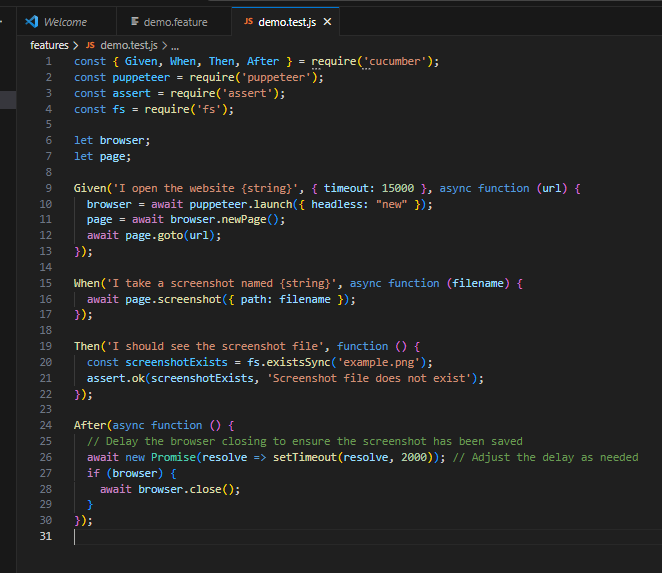 Welcome
demo.feature
JS demo.test.js
features > JS demo.test.js > ...
1 const { Given, When, Then, After } = require('cucumber');
2 const puppeteer = require('puppeteer');
3 const assert = require('assert');
4 const fs = require('fs');
5
6 let browser;
7 let page;
8
9 Given('I open the website {string}', { timeout: 15000 }, async function (url) {
10   browser = await puppeteer.launch({ headless: "new" });
11   page = await browser.newPage();
12   await page.goto(url);
13 });
14
15 When('I take a screenshot named {string}', async function (filename) {
16   await page.screenshot({ path: filename });
17 });
18
19 Then('I should see the screenshot file', function () {
20   const screenshotExists = fs.existsSync('example.png');
21   assert.ok(screenshotExists, 'Screenshot file does not exist');
22 });
23
24 After(async function () {
25   // Delay the browser closing to ensure the screenshot has been saved
26   await new Promise(resolve => setTimeout(resolve, 2000)); // Adjust the delay as needed
27   if (browser) {
28     await browser.close();
29   }
30 });
31